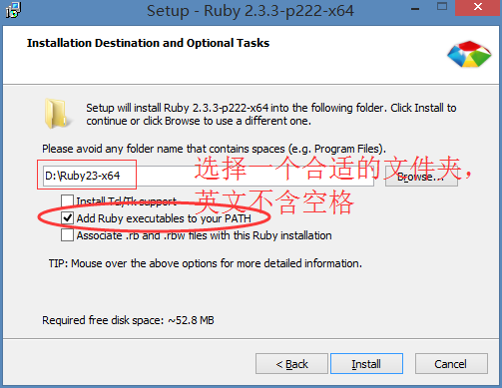 Setup - Ruby 2.3.3-p222-x64
Installation Destination and Optional Tasks
Setup will install Ruby 2.3.3-p222-x64 into the following folder. Click Install to
continue or click Browse to use a different one.
Please avoid any folder name that contains spaces (e.g. Program Files).
D:\Ruby23-x64
Browse...
选择一个合适的文件夹，
英文不含空格
Install Tcl/Tk support
Add Ruby executables to your PATH
Associate .rb and .rbw files with this Ruby installation
TIP: Mouse over the above options for more detailed information.
Required free disk space: ~52.8 MB
< Back
Install
Cancel